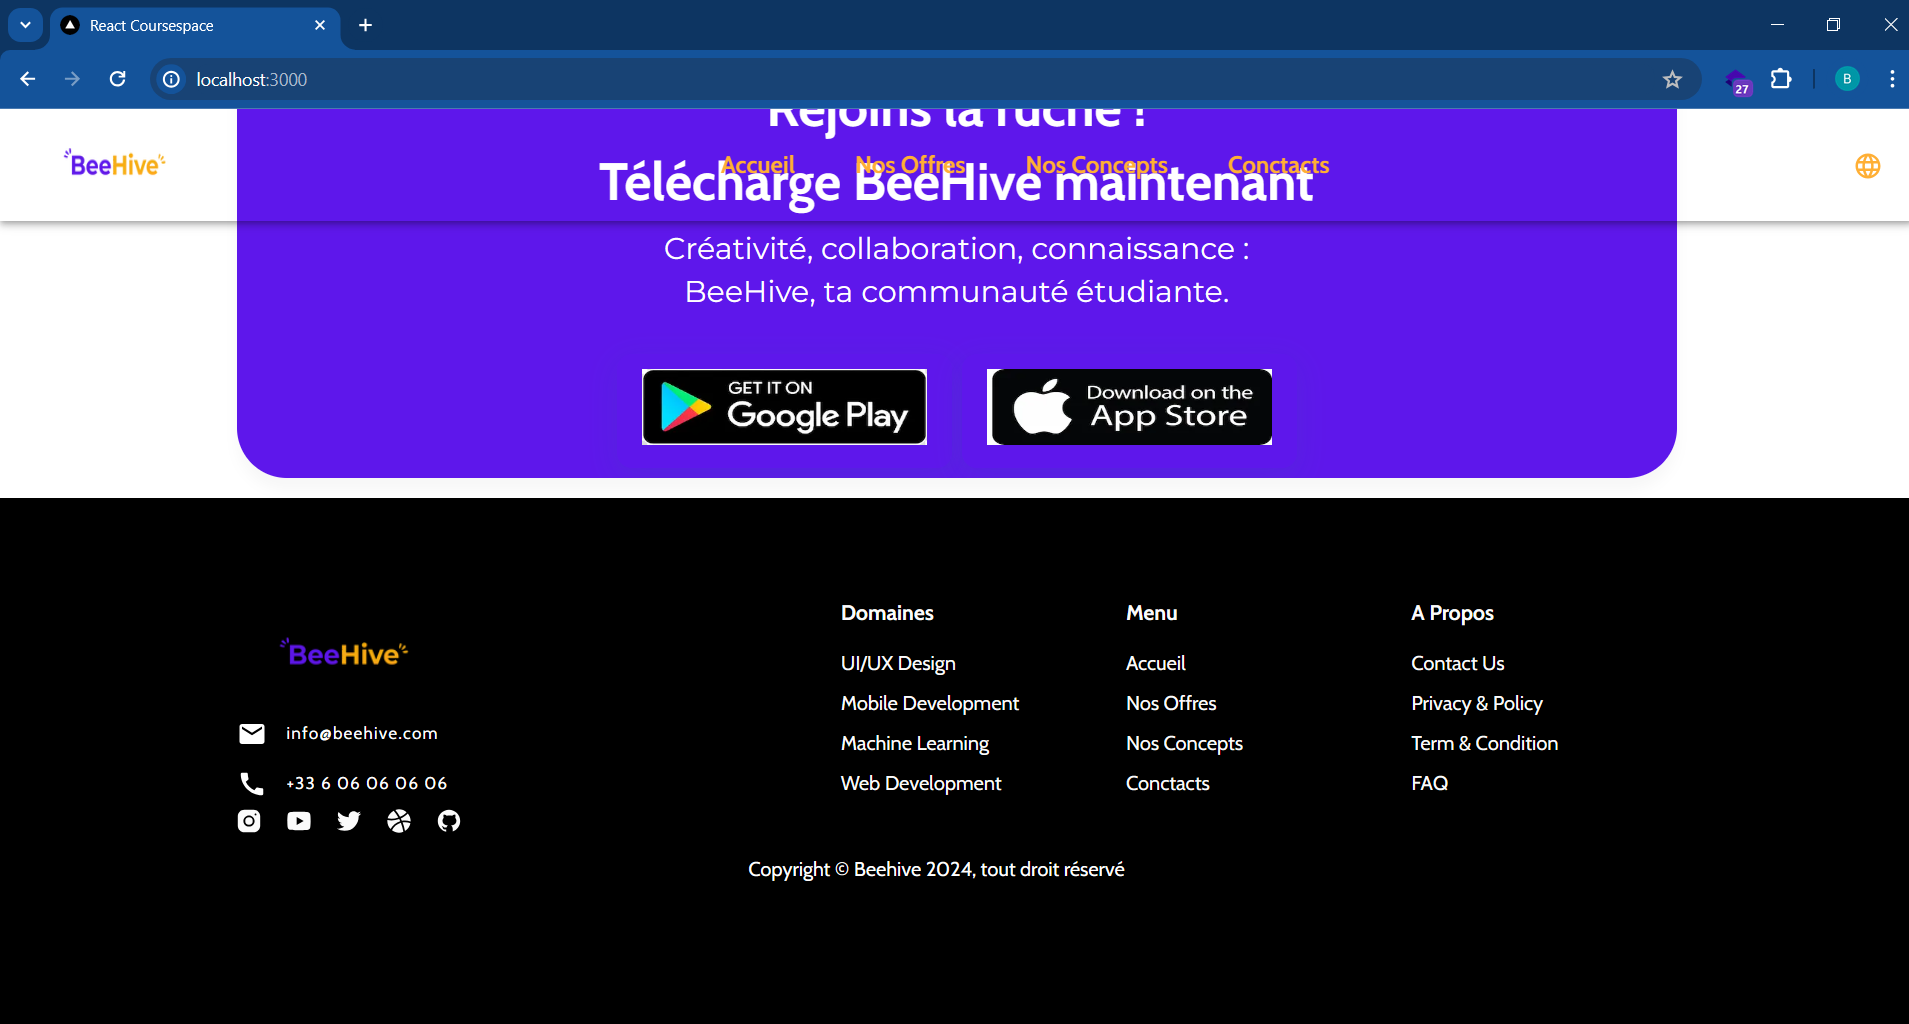 React Coursespace
localhost:3000
27
B
Rejoins la ruche !
BeeHive
Accueil
Nos Offres
Nos Concepts
Conctacts
Télécharge BeeHive maintenant
Créativité, collaboration, connaissance :
BeeHive, ta communauté étudiante.
GET IT ON
Google Play
Download on the
App Store
BeeHive
info@beehive.com
+33 6 06 06 06 06
Domaines
UI/UX Design
Mobile Development
Machine Learning
Web Development
Menu
Accueil
Nos Offres
Nos Concepts
Conctacts
A Propos
Contact Us
Privacy & Policy
Term & Condition
FAQ
Copyright © Beehive 2024, tout droit réservé